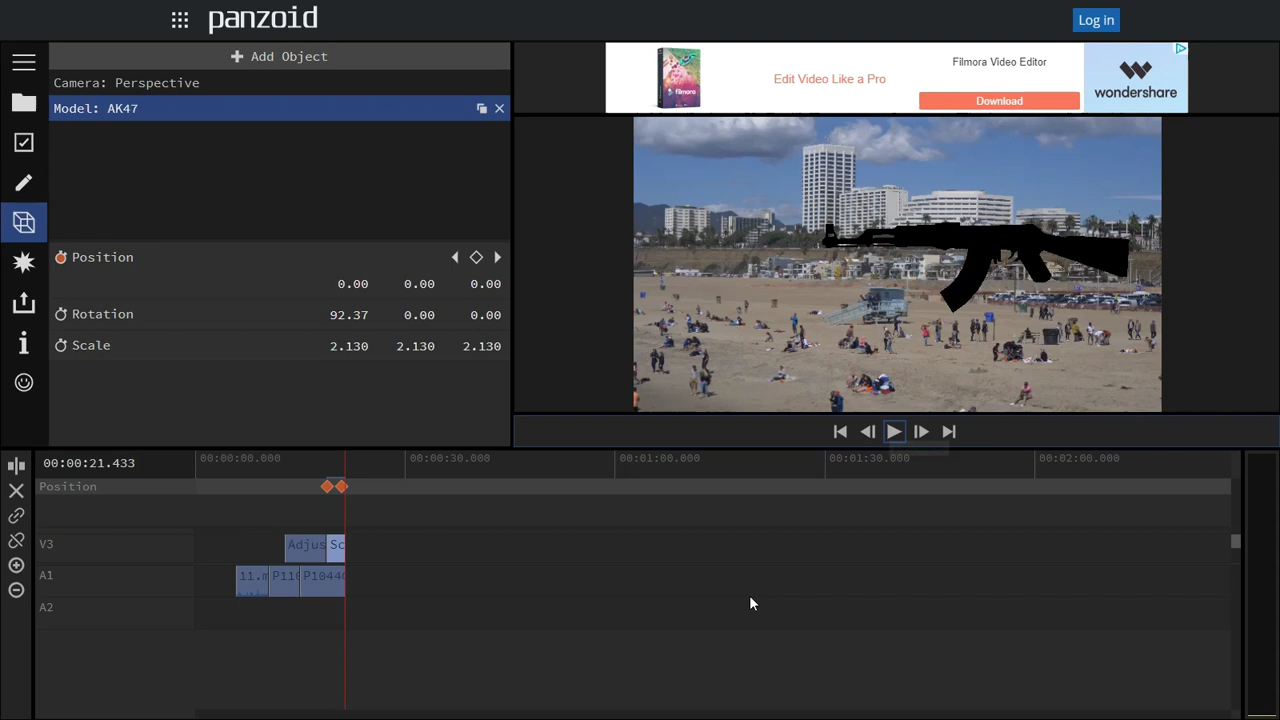 panzoid
Log in
Add Object
Camera: Perspective
Model: AK47
Edit Video Like a Pro
Filmora Video Editor
Download
wondershare
filmora
Position
0.00 0.00 0.00
Rotation
92.37 0.00 0.00
Scale
2.130 2.130 2.130
00:00:21.433
00:00:00.000 00:00:30.000 00:01:00.000 00:01:30.000 00:02:00.000
Position
V3 Adjus Sc
A1 11.m P110 P1044
A2